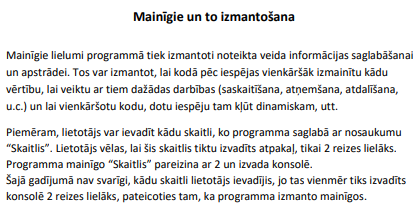 Mainīgie un to izmantošana
Mainīgie lielumi programmā tiek izmantoti noteikta veida informācijas saglabāšanai
un apstrādei. Tos var izmantot, lai kodā pēc iespējas vienkāršāk izmainītu kādu
vērtību, lai veiktu ar tiem dažādas darbības (saskaitīšana, atņemšana, atdalīšana,
u.c.) un lai vienkāršotu kodu, dotu iespēju tam kļūt dinamiskam, utt.
Piemēram, lietotājs var ievadīt kādu skaitli, ko programma saglabā ar nosaukumu
“Skaitlis”. Lietotājs vēlas, lai šis skaitlis tiktu izvadīts atpakaļ, tikai 2 reizes lielāks.
Programma mainīgo “Skaitlis” pareizina ar 2 un izvada konsolē.
Šajā gadījumā nav svarīgi, kādu skaitli lietotājs ievadījis, jo tas vienmēr tiks izvadīts
konsolē 2 reizes lielāks, pateicoties tam, ka programma izmanto mainīgos.